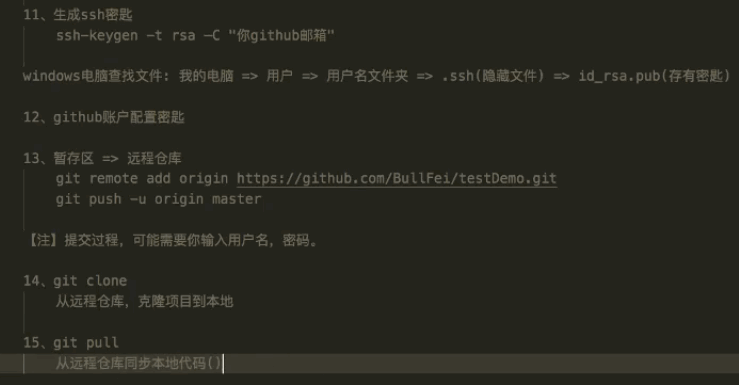 11、生成ssh密匙
ssh-keygen -t rsa -C "你github邮箱"
windows电脑查找文件: 我的电脑 => 用户 => 用户名文件夹 => .ssh(隐藏文件) => id_rsa.pub(存有密匙)
12、github账户配置密匙
13、暂存区 => 远程仓库
git remote add origin https://github.com/BullFei/testDemo.git
git push -u origin master
【注】提交过程，可能需要你输入用户名，密码。
14、git clone
从远程仓库，克隆项目到本地
15、git pull
从远程仓库同步本地代码()